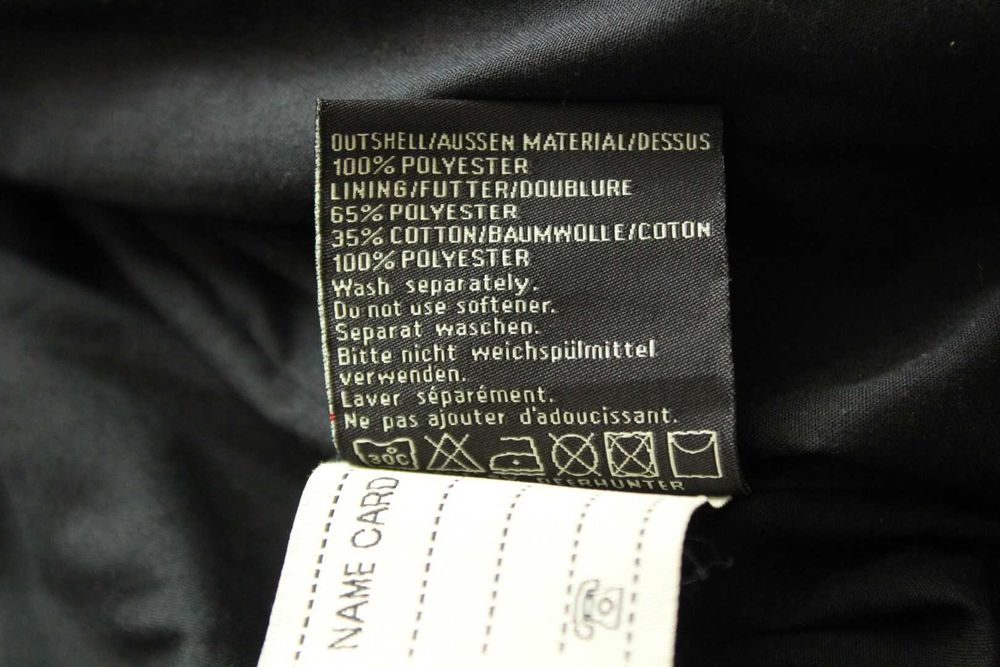 OUTSHELL/AUSSEN MATERIAL/DESSUS
100% POLYESTER
LINING/FUTTER/DOUBLURE
65% POLYESTER
35% COTTON/BAUMWOLLE/COTON
100% POLYESTER
Wash separately.
Do not use softener.
Separat waschen.
Bitte nicht weichspülmittel
verwenden.
Laver séparément.
Ne pas ajouter d'adoucissant.
30C
DEERHUNTER
NAME CARD